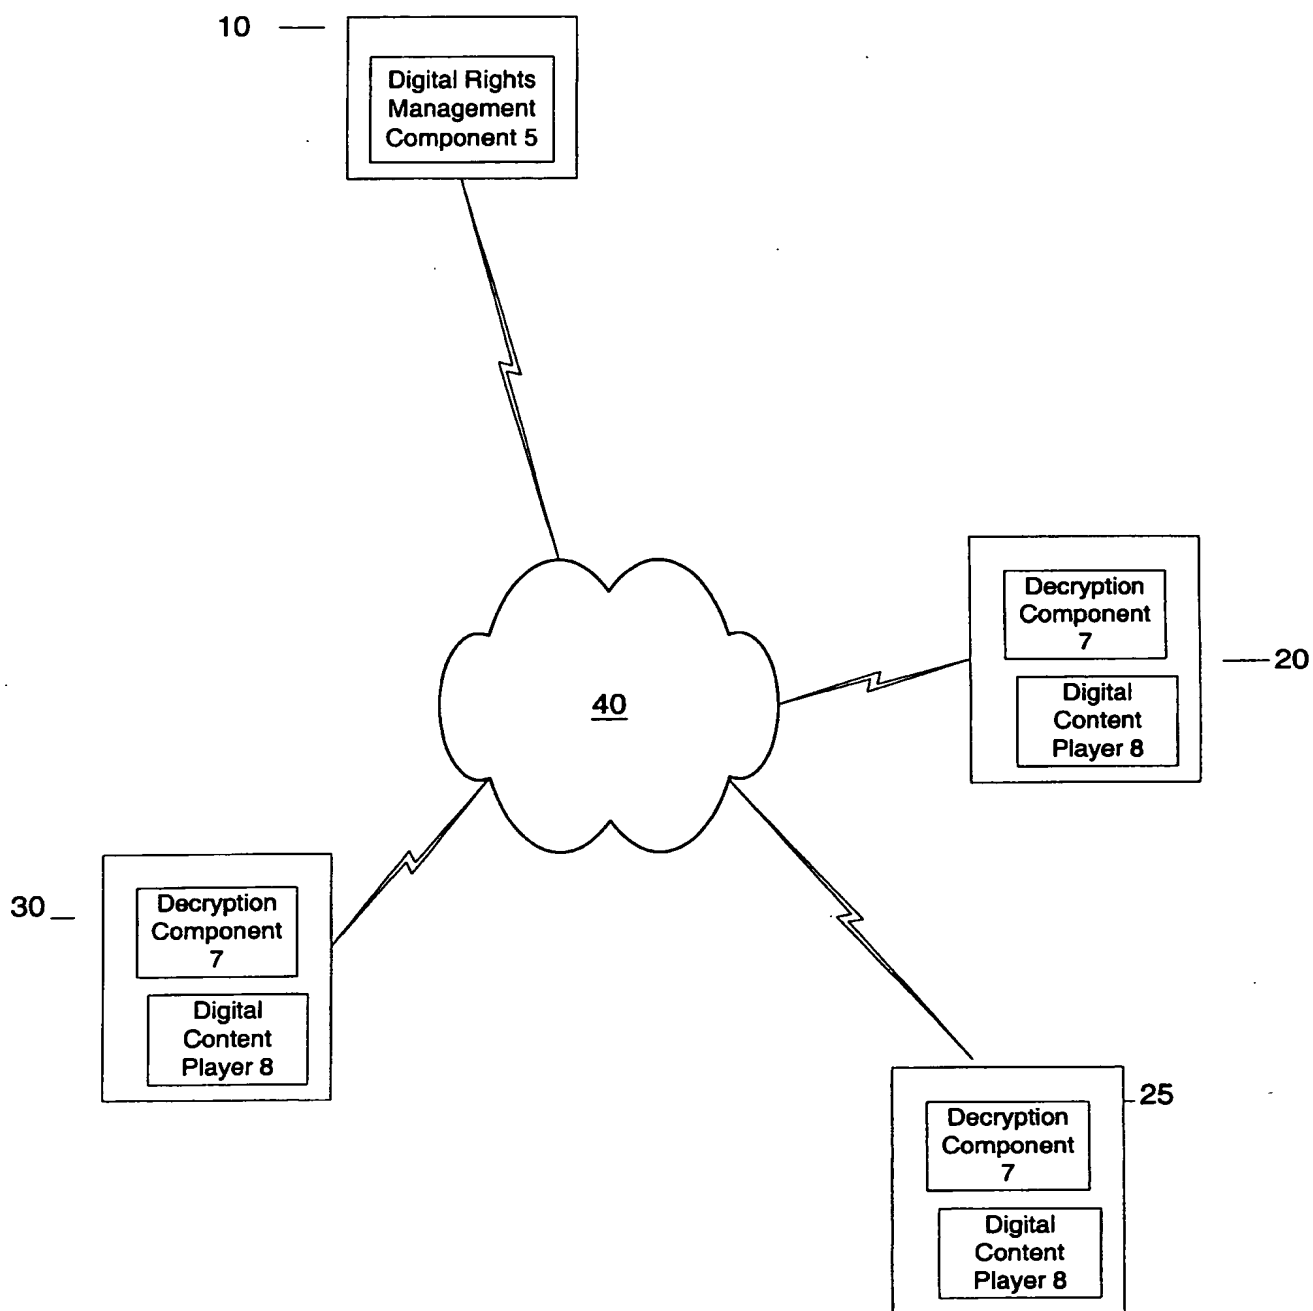 10
Digital Rights
Management
Component 5
40
Decryption
Component
7
Digital
Content
Player 8
20
30
Decryption
Component
7
Digital
Content
Player 8
25
Decryption
Component
7
Digital
Content
Player 8